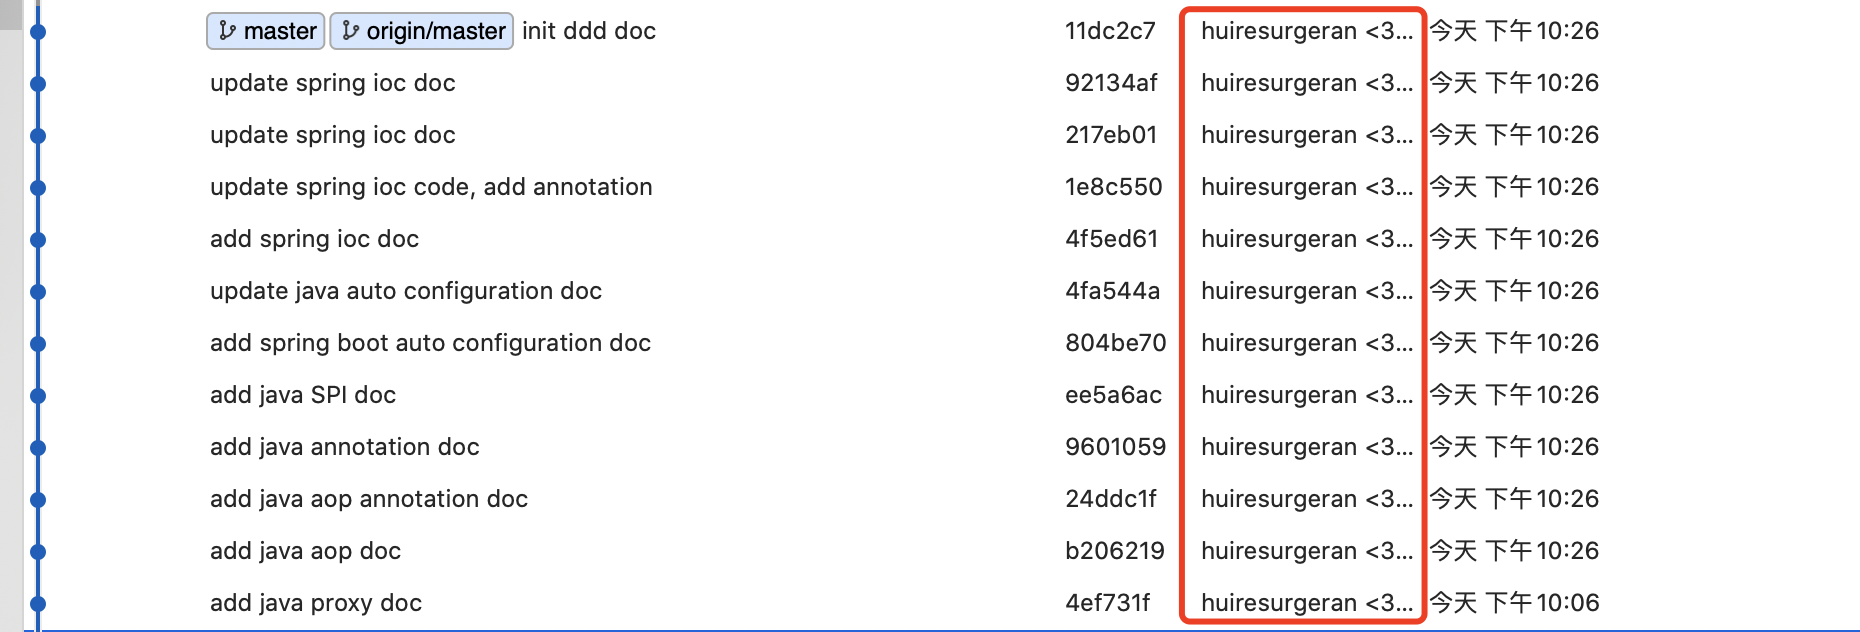 master origin/master init ddd doc 11dc2c7 huiresurgeran <3... 今天 下午10:26
update spring ioc doc 92134af huiresurgeran <3... 今天 下午10:26
update spring ioc doc 217eb01 huiresurgeran <3... 今天 下午10:26
update spring ioc code, add annotation 1e8c550 huiresurgeran <3... 今天 下午10:26
add spring ioc doc 4f5ed61 huiresurgeran <3... 今天 下午10:26
update java auto configuration doc 4fa544a huiresurgeran <3... 今天 下午10:26
add spring boot auto configuration doc 804be70 huiresurgeran <3... 今天 下午10:26
add java SPI doc ee5a6ac huiresurgeran <3... 今天 下午10:26
add java annotation doc 9601059 huiresurgeran <3... 今天 下午10:26
add java aop annotation doc 24ddc1f huiresurgeran <3... 今天 下午10:26
add java aop doc b206219 huiresurgeran <3... 今天 下午10:26
add java proxy doc 4ef731f huiresurgeran <3... 今天 下午10:06